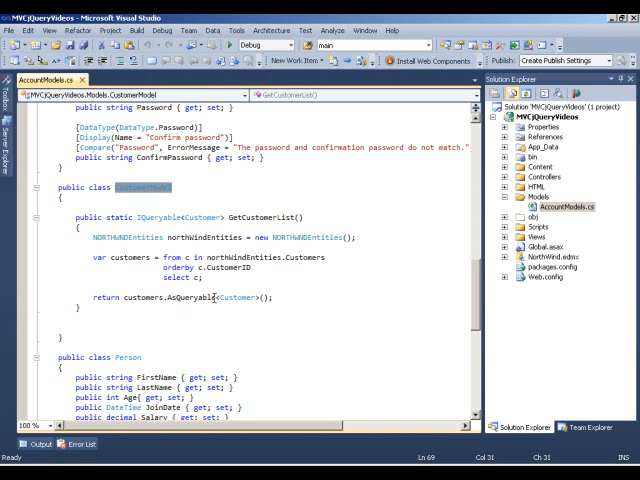 MVCjQueryVideos - Microsoft Visual Studio
File Edit View Refactor Project Build Debug Team Data Tools Architecture Test Analyze Window Help
Debug main
New Work Item Install Web Components Publish: Create Publish Settings
Toolbox
Server Explorer
AccountModels.cs
MVCjQueryVideos.Models.CustomerModel GetCustomerList()
public string Password { get; set; }
[DataType(DataType.Password)]
[Display(Name = "Confirm password")]
[Compare("Password", ErrorMessage = "The password and confirmation password do not match."
public string ConfirmPassword { get; set; }
}
public class CustomerModel
{
public static IQueryable<Customer> GetCustomerList()
{
NORTHWNDEntities northWindEntities = new NORTHWNDEntities();
var customers = from c in northWindEntities.Customers
orderby c.CustomerID
select c;
return customers.AsQueryable<Customer>();
}
}
public class Person
{
public string FirstName { get; set; }
public string LastName { get; set; }
public int Age{ get; set; }
public DateTime JoinDate { get; set; }
public decimal Salary { get; set; }
100 %
Solution Explorer
Solution 'MVCjQueryVideos' (1 project)
MVCjQueryVideos
Properties
References
App_Data
bin
Content
Controllers
HTML
Models
AccountModels.cs
obj
Scripts
Views
Global.asax
NorthWind.edmx
packages.config
Web.config
Solution Explorer Team Explorer
Output Error List
Ready Ln 69 Col 31 Ch 31 INS